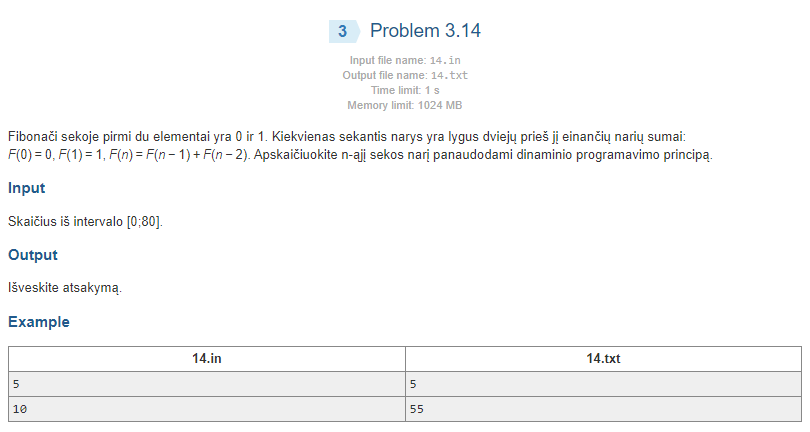 3 Problem 3.14
Input file name: 14.in
Output file name: 14.txt
Time limit: 1 s
Memory limit: 1024 MB
Fibonači sekoje pirmi du elementai yra 0 ir 1. Kiekvienas sekantis narys yra lygus dviejų prieš jį einančių narių sumai:
F(0) = 0, F(1) = 1, F(n) = F(n − 1) + F(n − 2). Apskaičiuokite n-ąjį sekos narį panaudodami dinaminio programavimo principą.
Input
Skaičius iš intervalo [0;80].
Output
Išveskite atsakymą.
Example
14.in 14.txt
5 5
10 55